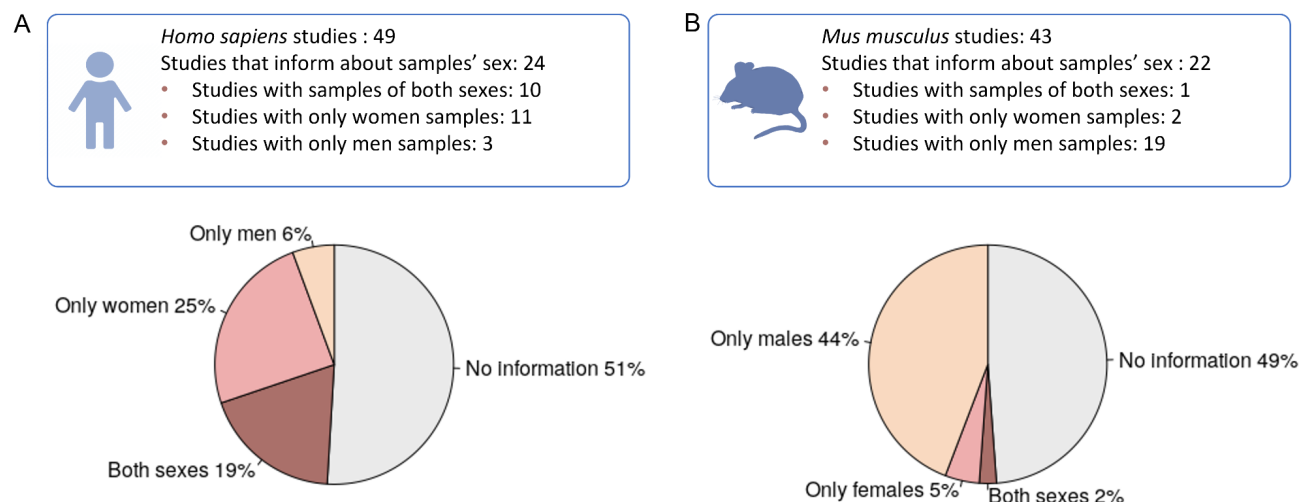 A
Homo sapiens studies : 49
Studies that inform about samples’ sex: 24
• Studies with samples of both sexes: 10
• Studies with only women samples: 11
• Studies with only men samples: 3
Only men 6%
Only women 25%
No information 51%
Both sexes 19%
B
Mus musculus studies: 43
Studies that inform about samples’ sex : 22
• Studies with samples of both sexes: 1
• Studies with only women samples: 2
• Studies with only men samples: 19
Only males 44%
No information 49%
Only females 5%
Both sexes 2%